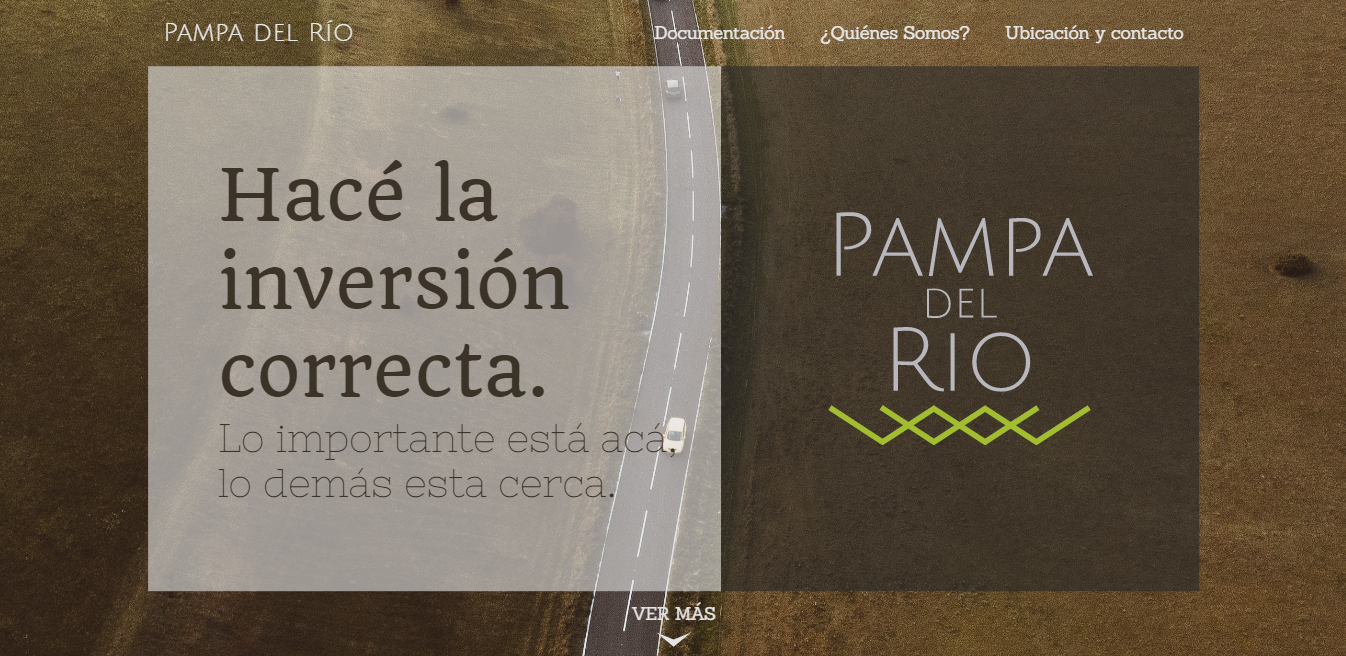 PAMPA DEL RÍO
Documentación ¿Quiénes Somos? Ubicación y contacto
Hacé la
inversión
correcta.
Lo importante está acá,
lo demás esta cerca.
PAMPA
DEL
RIO
VER MÁS